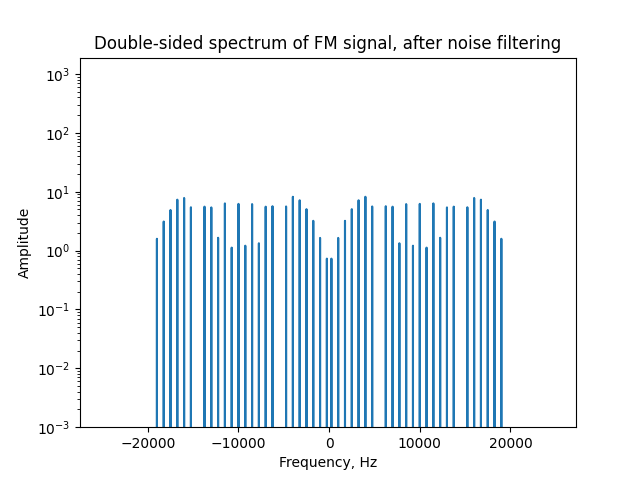 Double-sided spectrum of FM signal, after noise filtering
10³
10²
10¹
10⁰
10⁻¹
10⁻²
10⁻³
Amplitude
−20000 −10000 0 10000 20000
Frequency, Hz